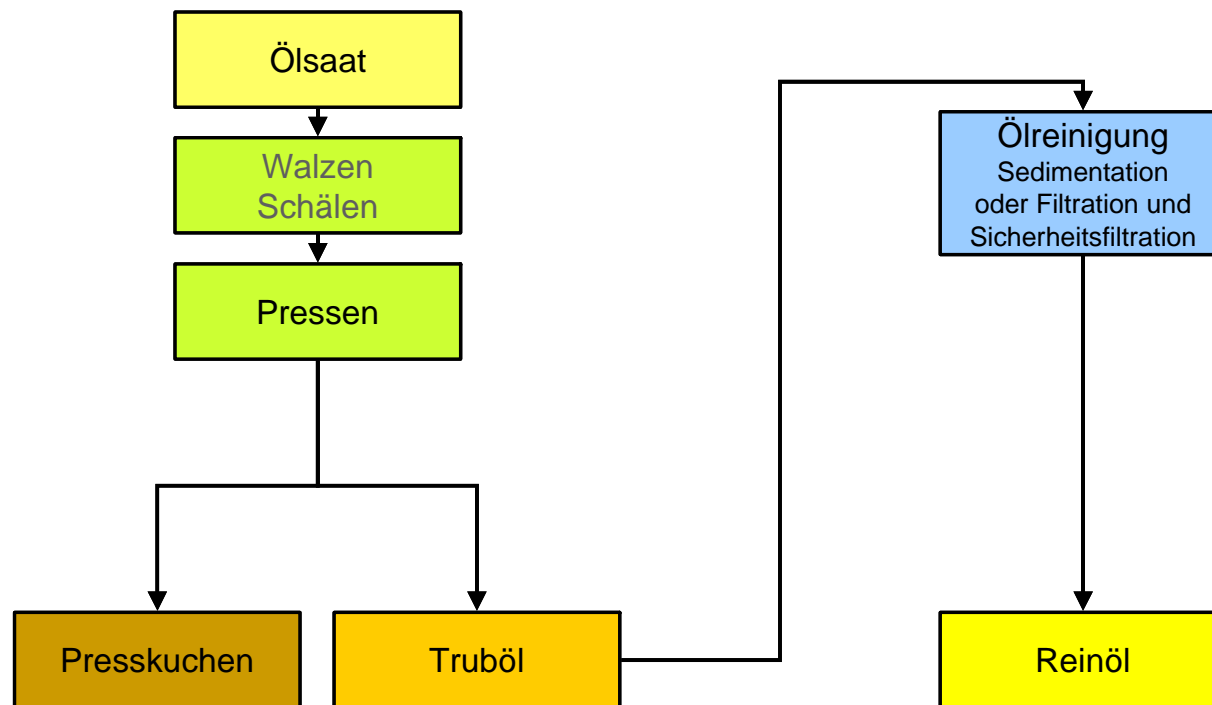 Ölsaat
Walzen
Schälen
Pressen
Presskuchen
Truböl
Ölreinigung
Sedimentation
oder Filtration und
Sicherheitsfiltration
Reinöl